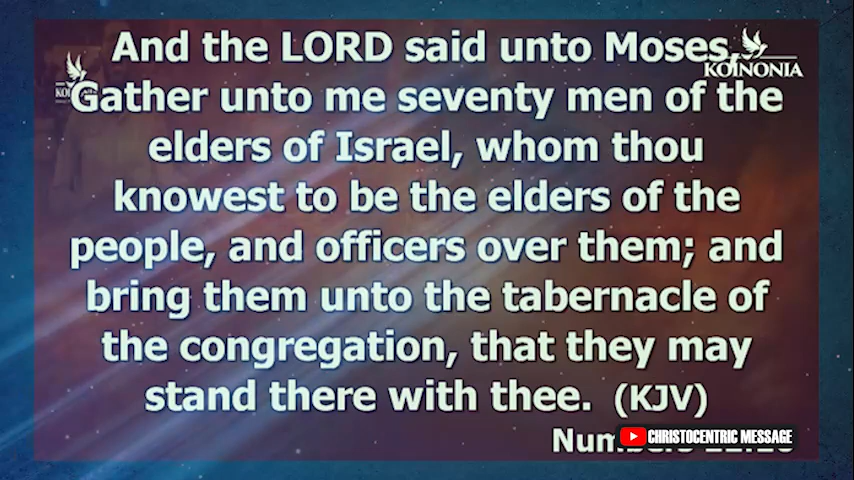 And the LORD said unto Moses,
KOINONIA
Gather unto me seventy men of the
elders of Israel, whom thou
knowest to be the elders of the
people, and officers over them; and
bring them unto the tabernacle of
the congregation, that they may
stand there with thee. (KJV)
CHRISTOCENTRIC MESSAGE